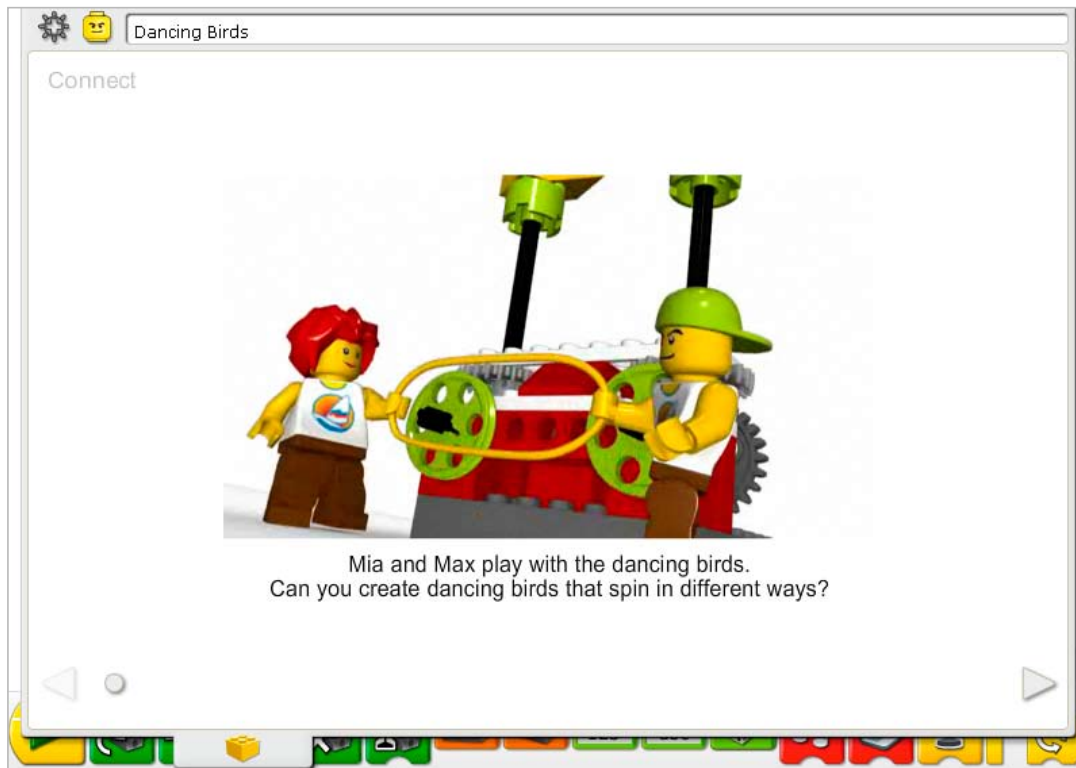 Dancing Birds
Connect
Mia and Max play with the dancing birds.
Can you create dancing birds that spin in different ways?